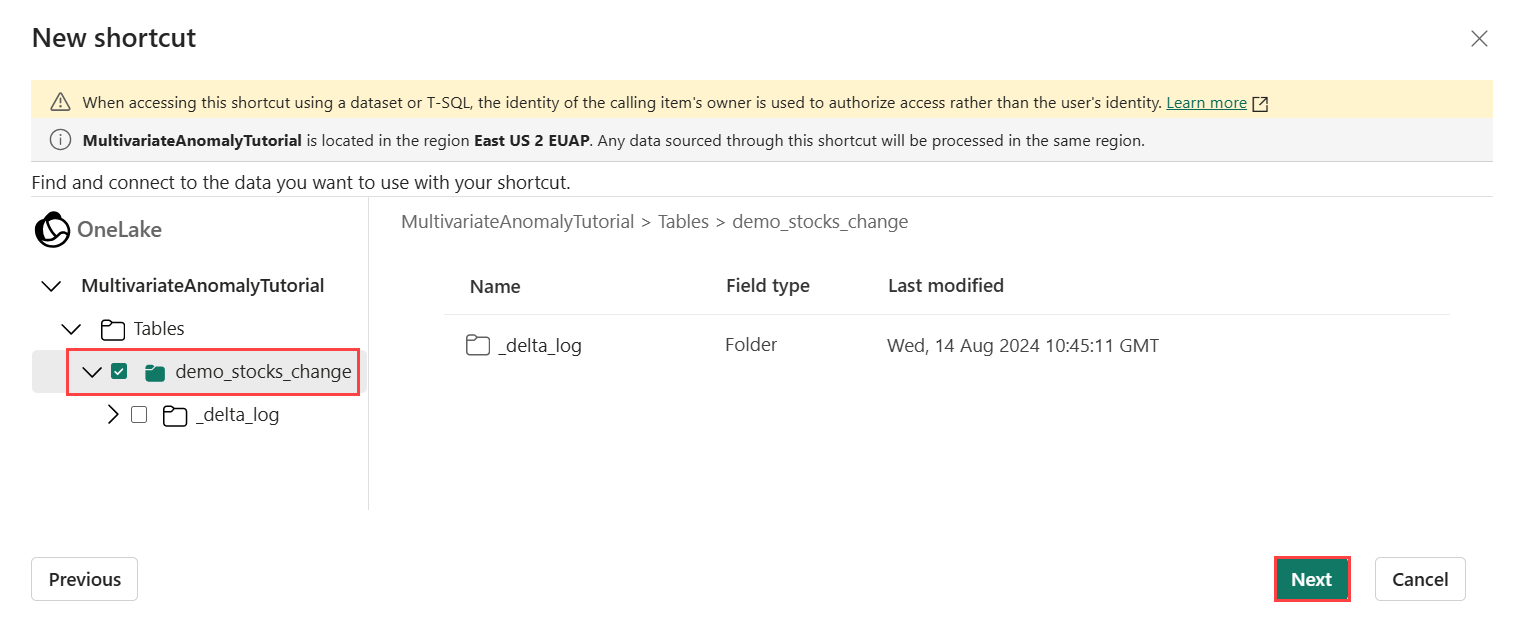 New shortcut
When accessing this shortcut using a dataset or T-SQL, the identity of the calling item's owner is used to authorize access rather than the user's identity. Learn more
MultivariateAnomalyTutorial is located in the region East US 2 EUAP. Any data sourced through this shortcut will be processed in the same region.
Find and connect to the data you want to use with your shortcut.
OneLake
MultivariateAnomalyTutorial
Tables
demo_stocks_change
_delta_log
MultivariateAnomalyTutorial > Tables > demo_stocks_change
Name Field type Last modified
_delta_log Folder Wed, 14 Aug 2024 10:45:11 GMT
Previous Next Cancel